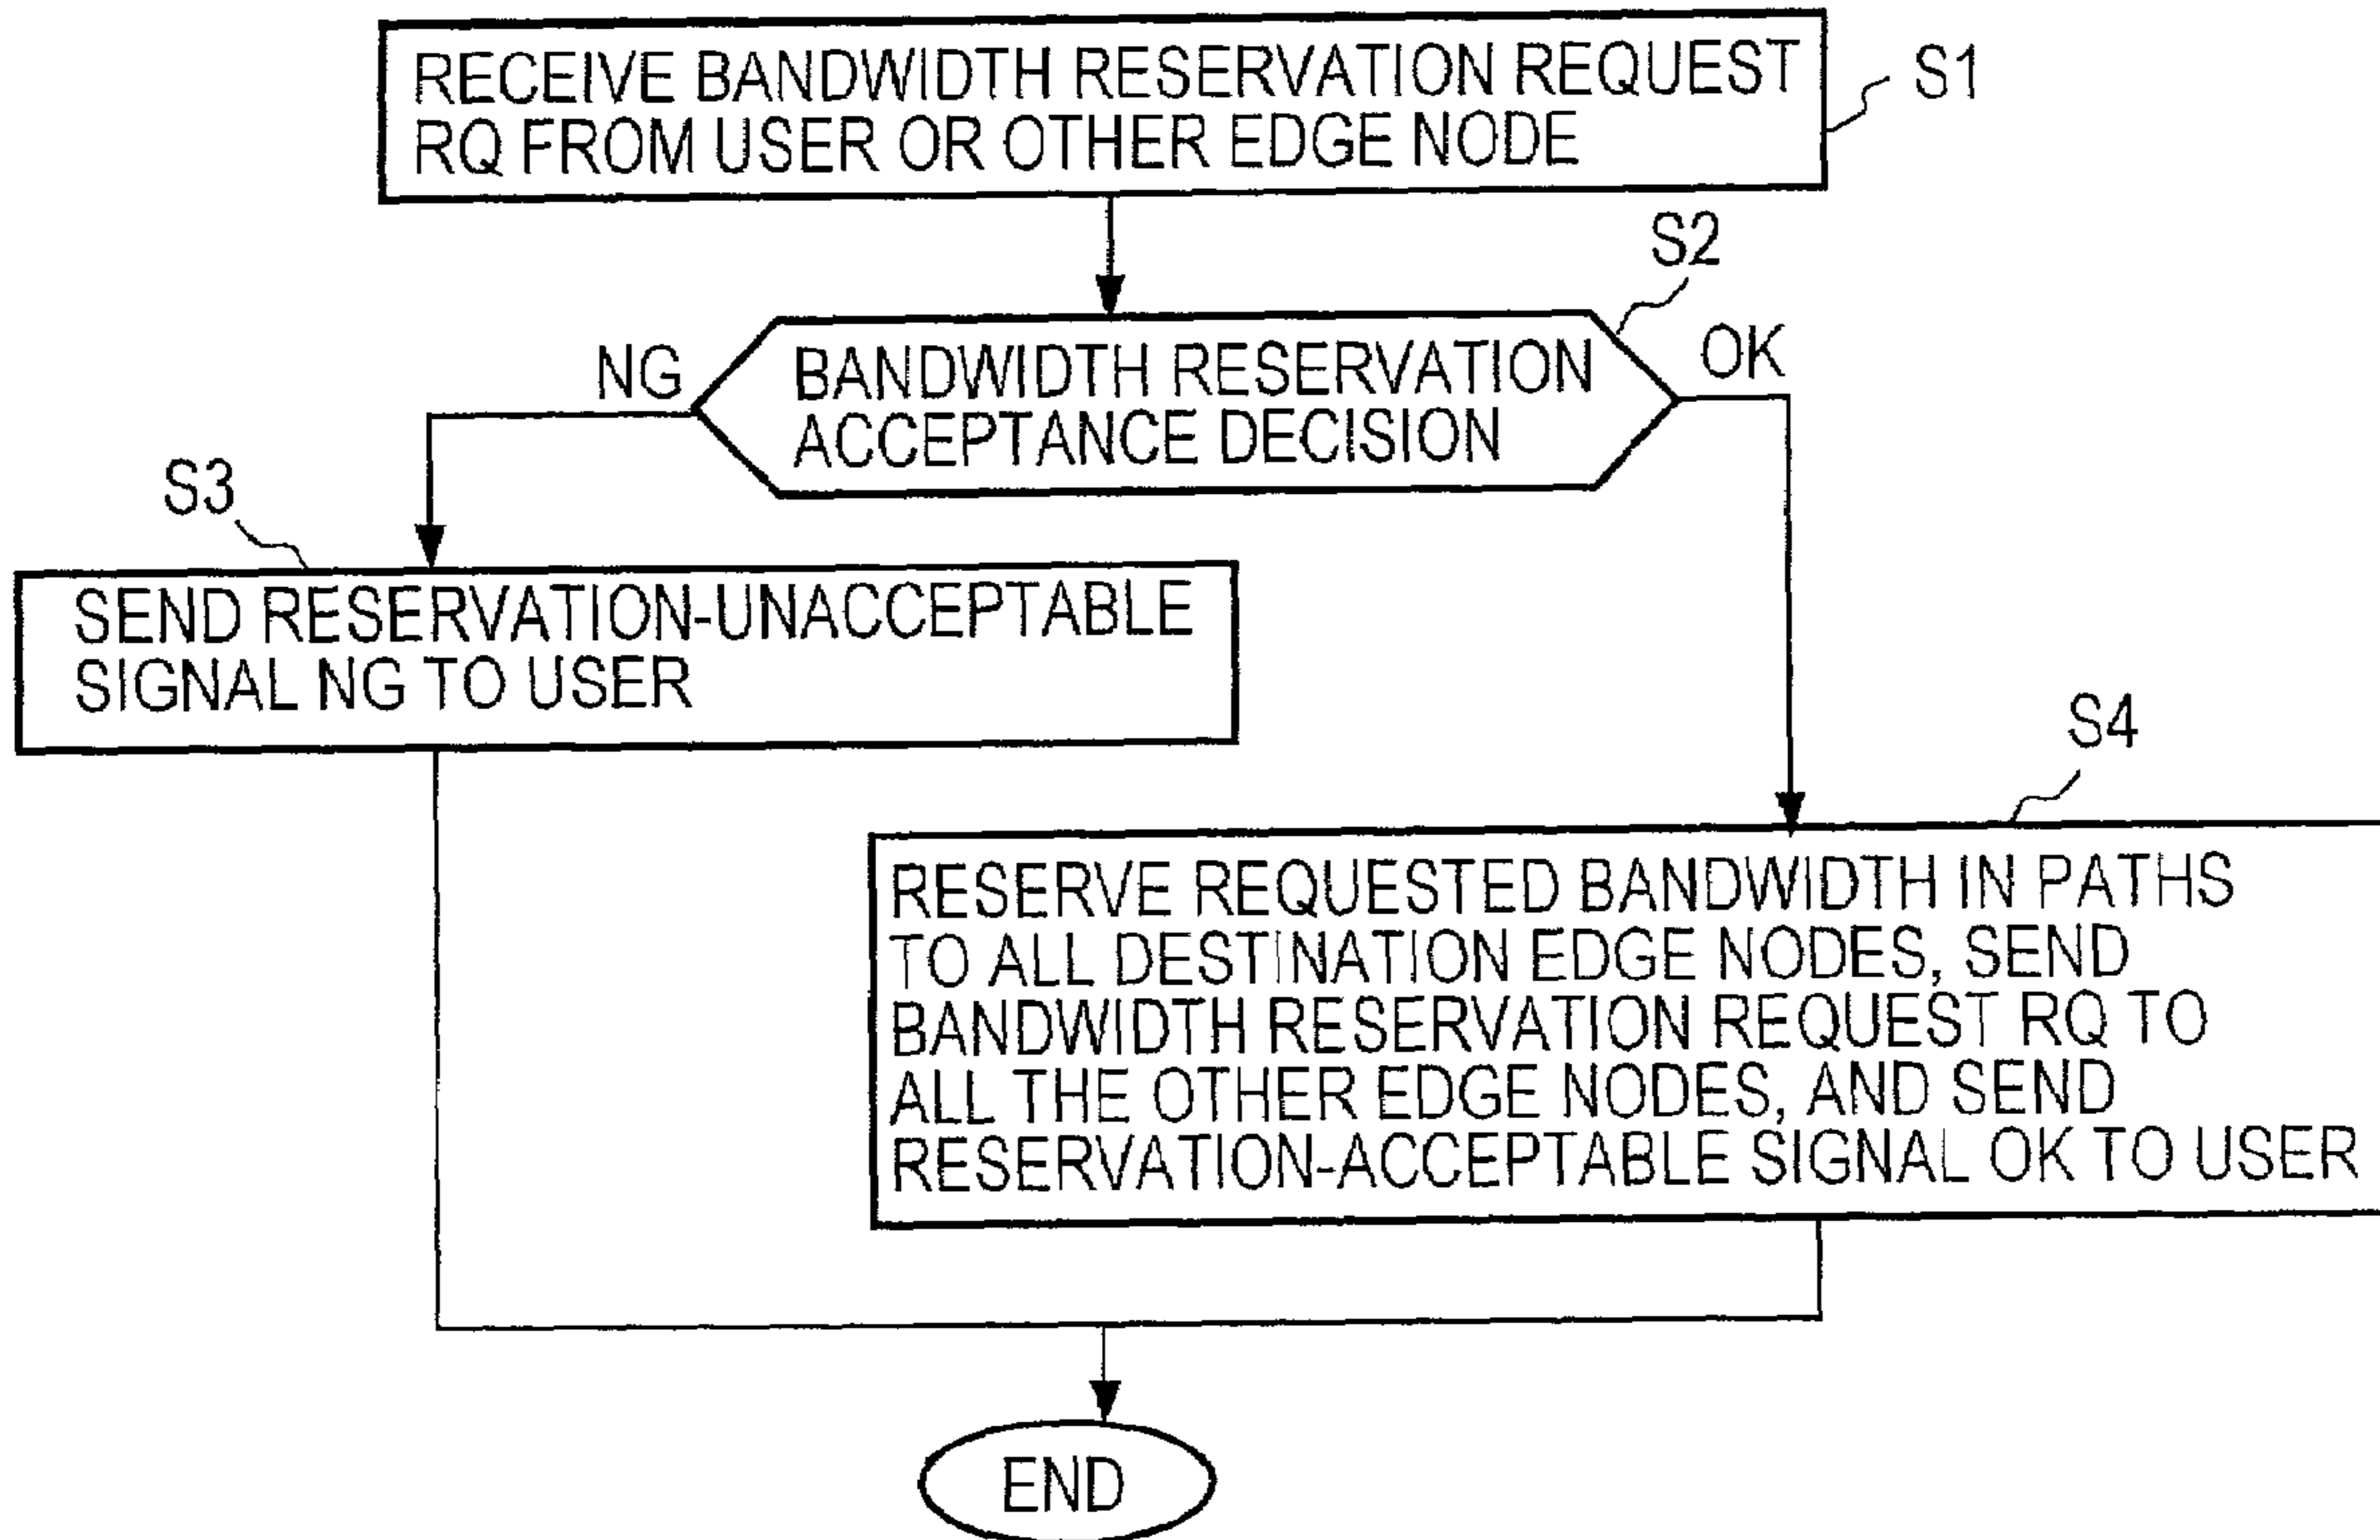 RECEIVE BANDWIDTH RESERVATION REQUEST
RQ FROM USER OR OTHER EDGE NODE
S1
S2
NG
BANDWIDTH RESERVATION
ACCEPTANCE DECISION
OK
S3
SEND RESERVATION-UNACCEPTABLE
SIGNAL NG TO USER
S4
RESERVE REQUESTED BANDWIDTH IN PATHS
TO ALL DESTINATION EDGE NODES, SEND
BANDWIDTH RESERVATION REQUEST RQ TO
ALL THE OTHER EDGE NODES, AND SEND
RESERVATION-ACCEPTABLE SIGNAL OK TO USER
END